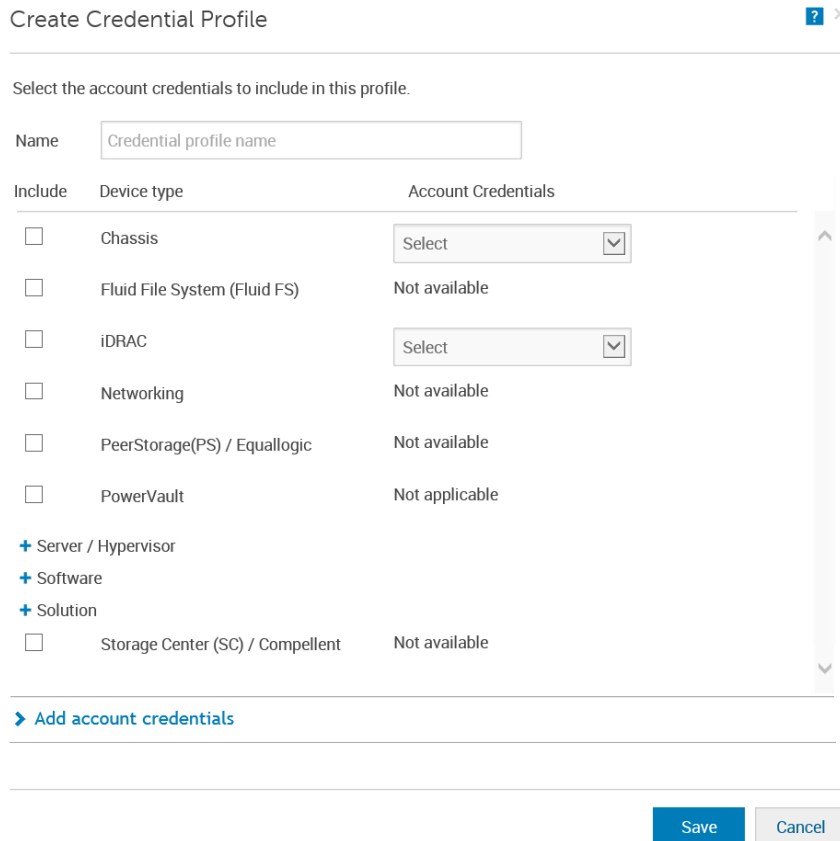 Create Credential Profile ?
Select the account credentials to include in this profile.
Name Credential profile name
Include Device type Account Credentials
Chassis Select
Fluid File System (Fluid FS) Not available
iDRAC Select
Networking Not available
PeerStorage(PS) / Equallogic Not available
PowerVault Not applicable
+ Server / Hypervisor
+ Software
+ Solution
Storage Center (SC) / Compellent Not available
Add account credentials
Save Cancel